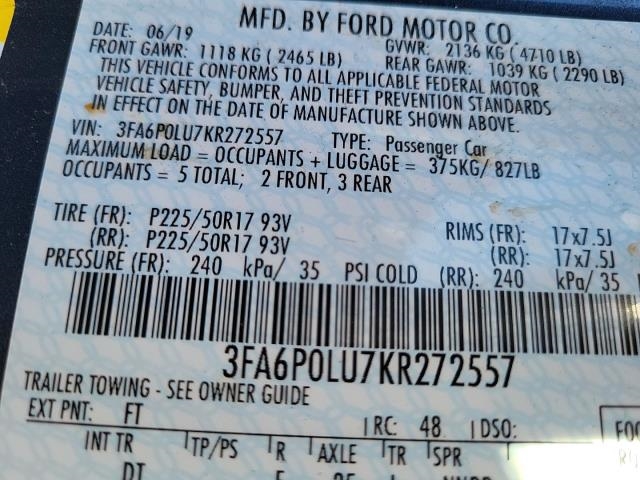 MFD. BY FORD MOTOR CO.
DATE: 06/19 GVWR: 2136 KG ( 4710 LB)
FRONT GAWR: 1118 KG ( 2465 LB) REAR GAWR: 1039 KG ( 2290 LB)
THIS VEHICLE CONFORMS TO ALL APPLICABLE FEDERAL MOTOR
VEHICLE SAFETY, BUMPER, AND THEFT PREVENTION STANDARDS
IN EFFECT ON THE DATE OF MANUFACTURE SHOWN ABOVE.
VIN: 3FA6P0LU7KR272557 TYPE: Passenger Car
MAXIMUM LOAD = OCCUPANTS + LUGGAGE = 375KG/ 827LB
OCCUPANTS = 5 TOTAL; 2 FRONT, 3 REAR
TIRE (FR): P225/50R17 93V RIMS (FR): 17x7.5J
(RR): P225/50R17 93V (RR): 17x7.5J
PRESSURE (FR): 240 kPa/ 35 PSI COLD (RR): 240 kPa/ 35
3FA6P0LU7KR272557
TRAILER TOWING - SEE OWNER GUIDE
EXT PNT: FT RC: 48 DSO:
INT TR TP/PS R AXLE TR SPR
DT